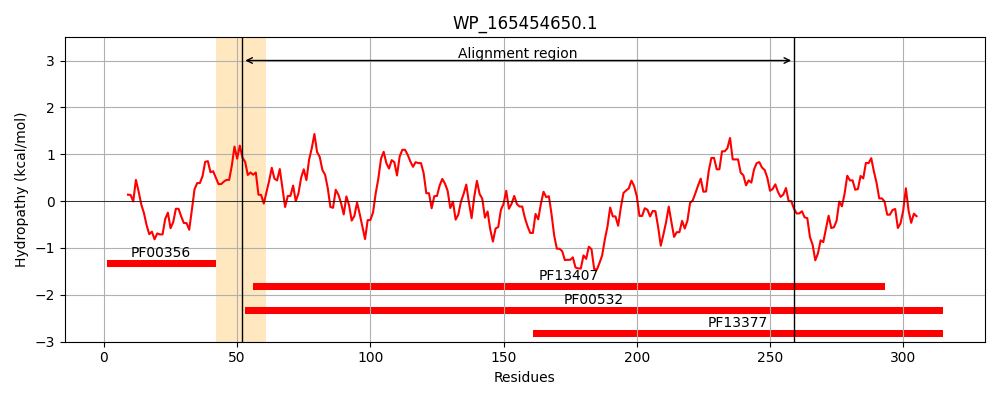 WP_165454650.1
Alignment region
3
2
1
0
−1
−2
−3
Hydropathy (kcal/mol)
PF00356
PF13407
PF00532
PF13377
0 50 100 150 200 250 300
Residues